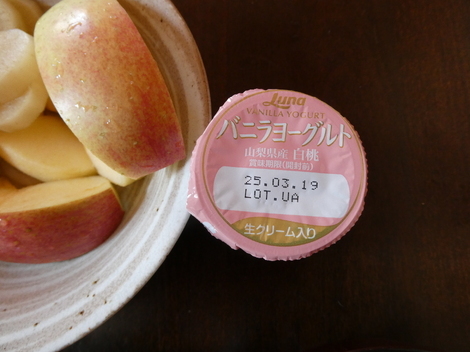 Luna
VANILLA YOGURT
バニラヨーグルト
山梨県産 白桃
賞味期限(開封前)
25.03.19
LOT.UA
生クリーム入り